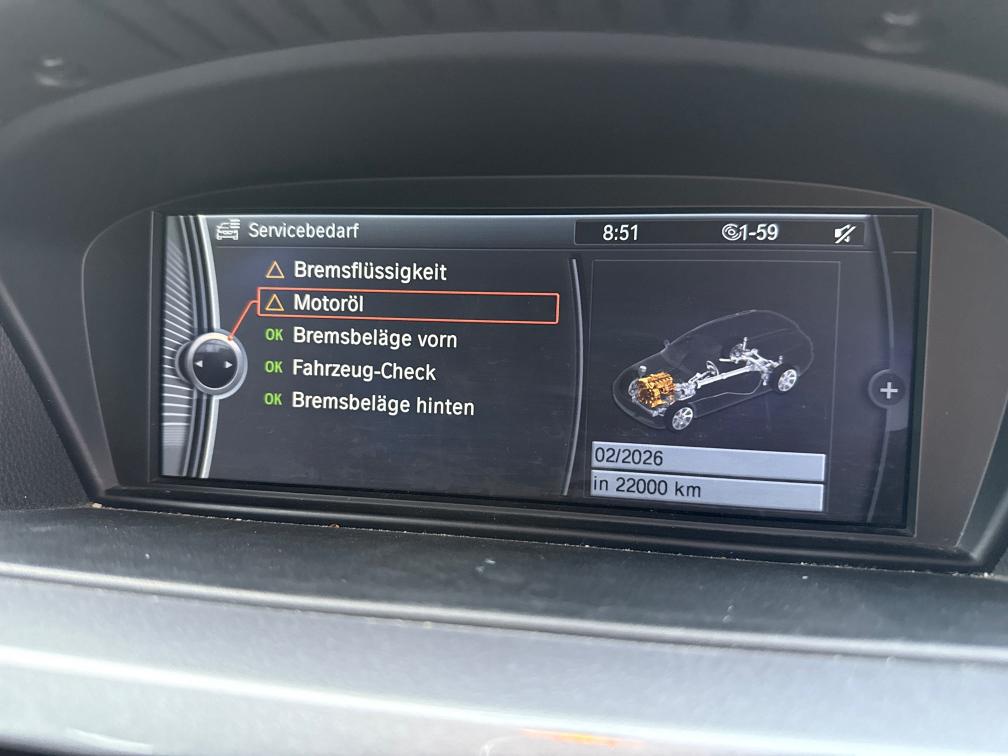 Servicebedarf
8:51
1-59
Bremsflüssigkeit
Motoröl
OK Bremsbeläge vorn
OK Fahrzeug-Check
OK Bremsbeläge hinten
02/2026
in 22000 km